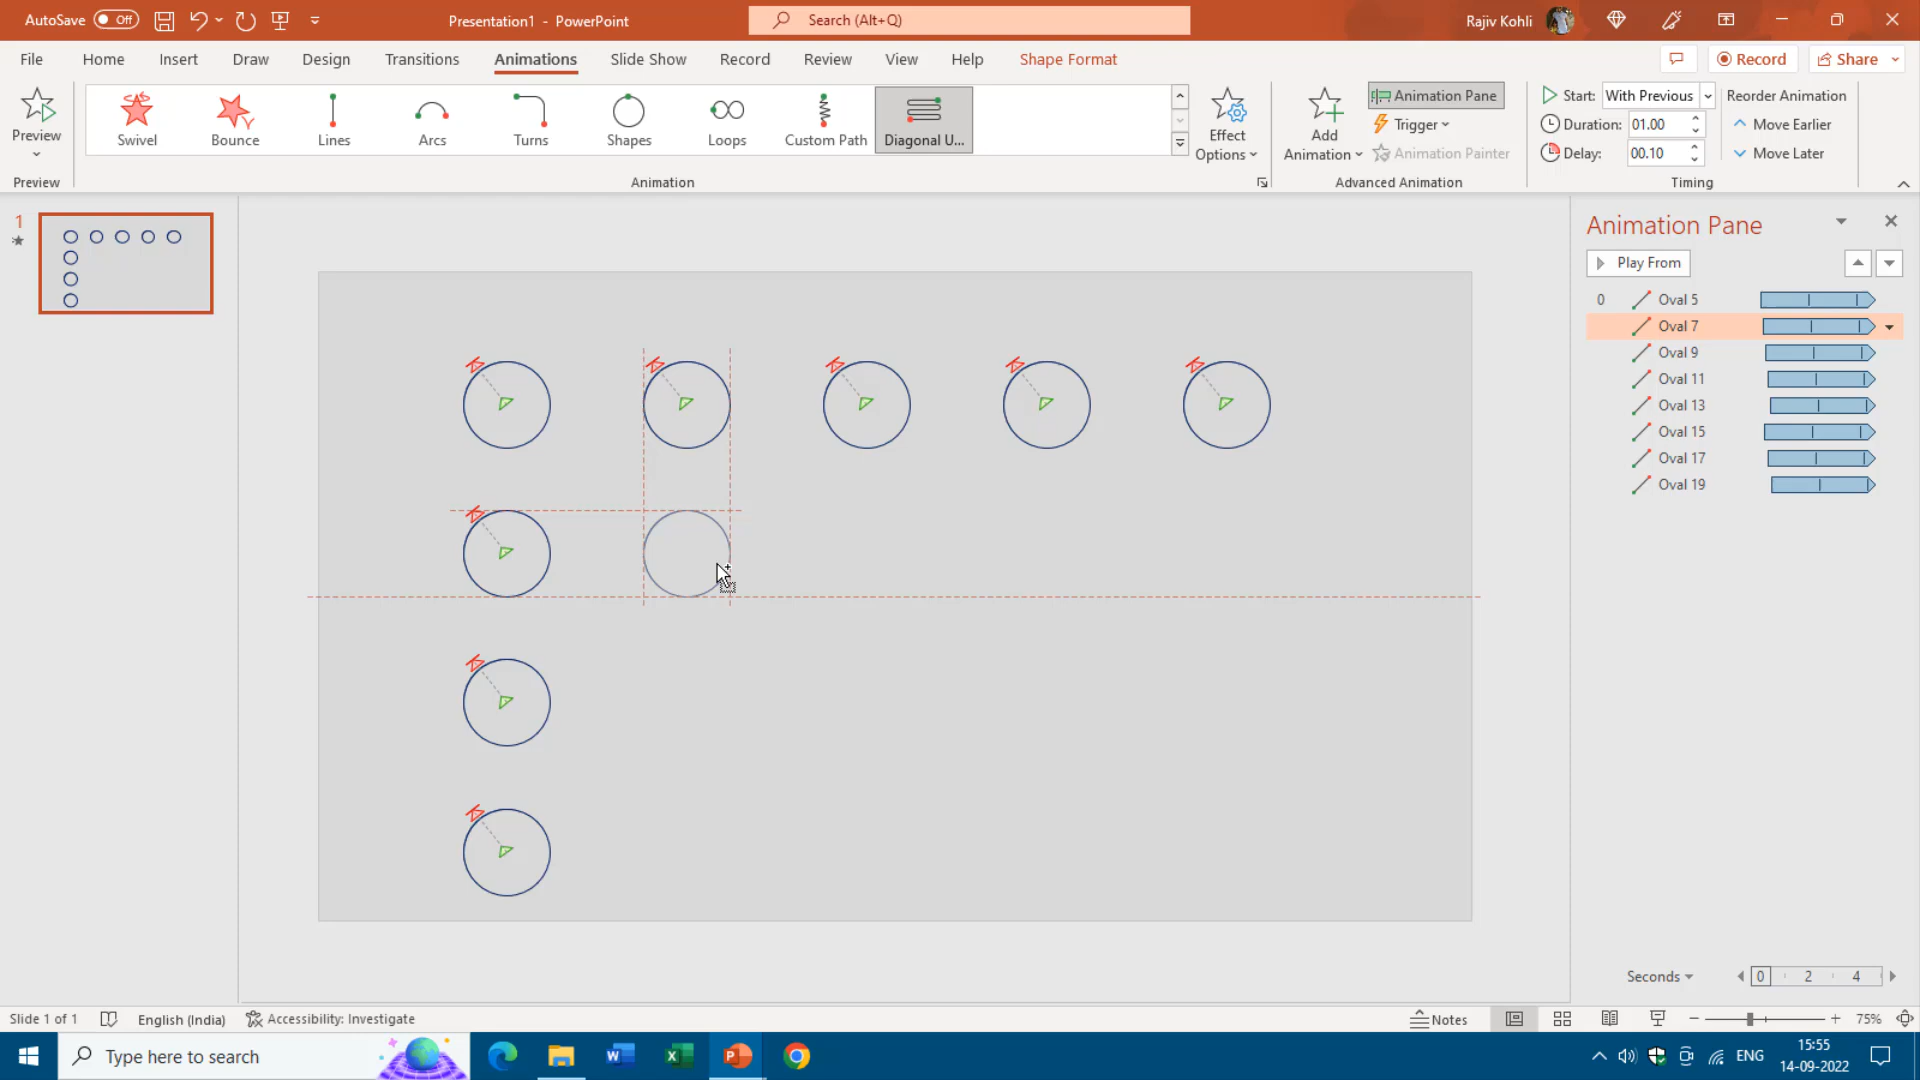 AutoSave Off Presentation1 - PowerPoint Search (Alt+Q) Rajiv Kohli
File Home Insert Draw Design Transitions Animations Slide Show Record Review View Help Shape Format Record Share
Preview
Swivel Bounce Lines Arcs Turns Shapes Loops Custom Path Diagonal U...
Effect Options
Add Animation
Animation Pane
Trigger
Animation Painter
Start: With Previous
Duration: 01.00
Delay: 00.10
Reorder Animation
Move Earlier
Move Later
Preview Animation Advanced Animation Timing
1
Animation Pane
Play From
0 Oval 5
Oval 7
Oval 9
Oval 11
Oval 13
Oval 15
Oval 17
Oval 19
Seconds 0 2 4
Slide 1 of 1 English (India) Accessibility: Investigate Notes 75%
Type here to search ENG 15:55
14-09-2022